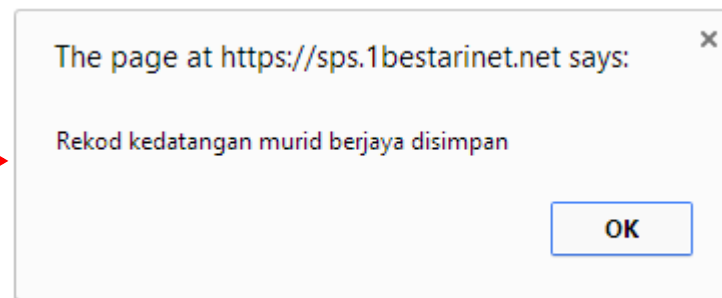 The page at https://sps.1bestarinet.net says:
Rekod kedatangan murid berjaya disimpan
OK